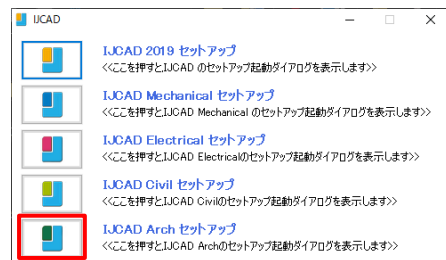 IJCAD
IJCAD 2019 セットアップ
<<ここを押すとIJCAD のセットアップ起動ダイアログを表示します>>
IJCAD Mechanical セットアップ
<<ここを押すとIJCAD Mechanical のセットアップ起動ダイアログを表示します>>
IJCAD Electrical セットアップ
<<ここを押すとIJCAD Electricalのセットアップ起動ダイアログを表示します>>
IJCAD Civil セットアップ
<<ここを押すとIJCAD Civilのセットアップ起動ダイアログを表示します>>
IJCAD Arch セットアップ
<<ここを押すとIJCAD Archのセットアップ起動ダイアログを表示します>>